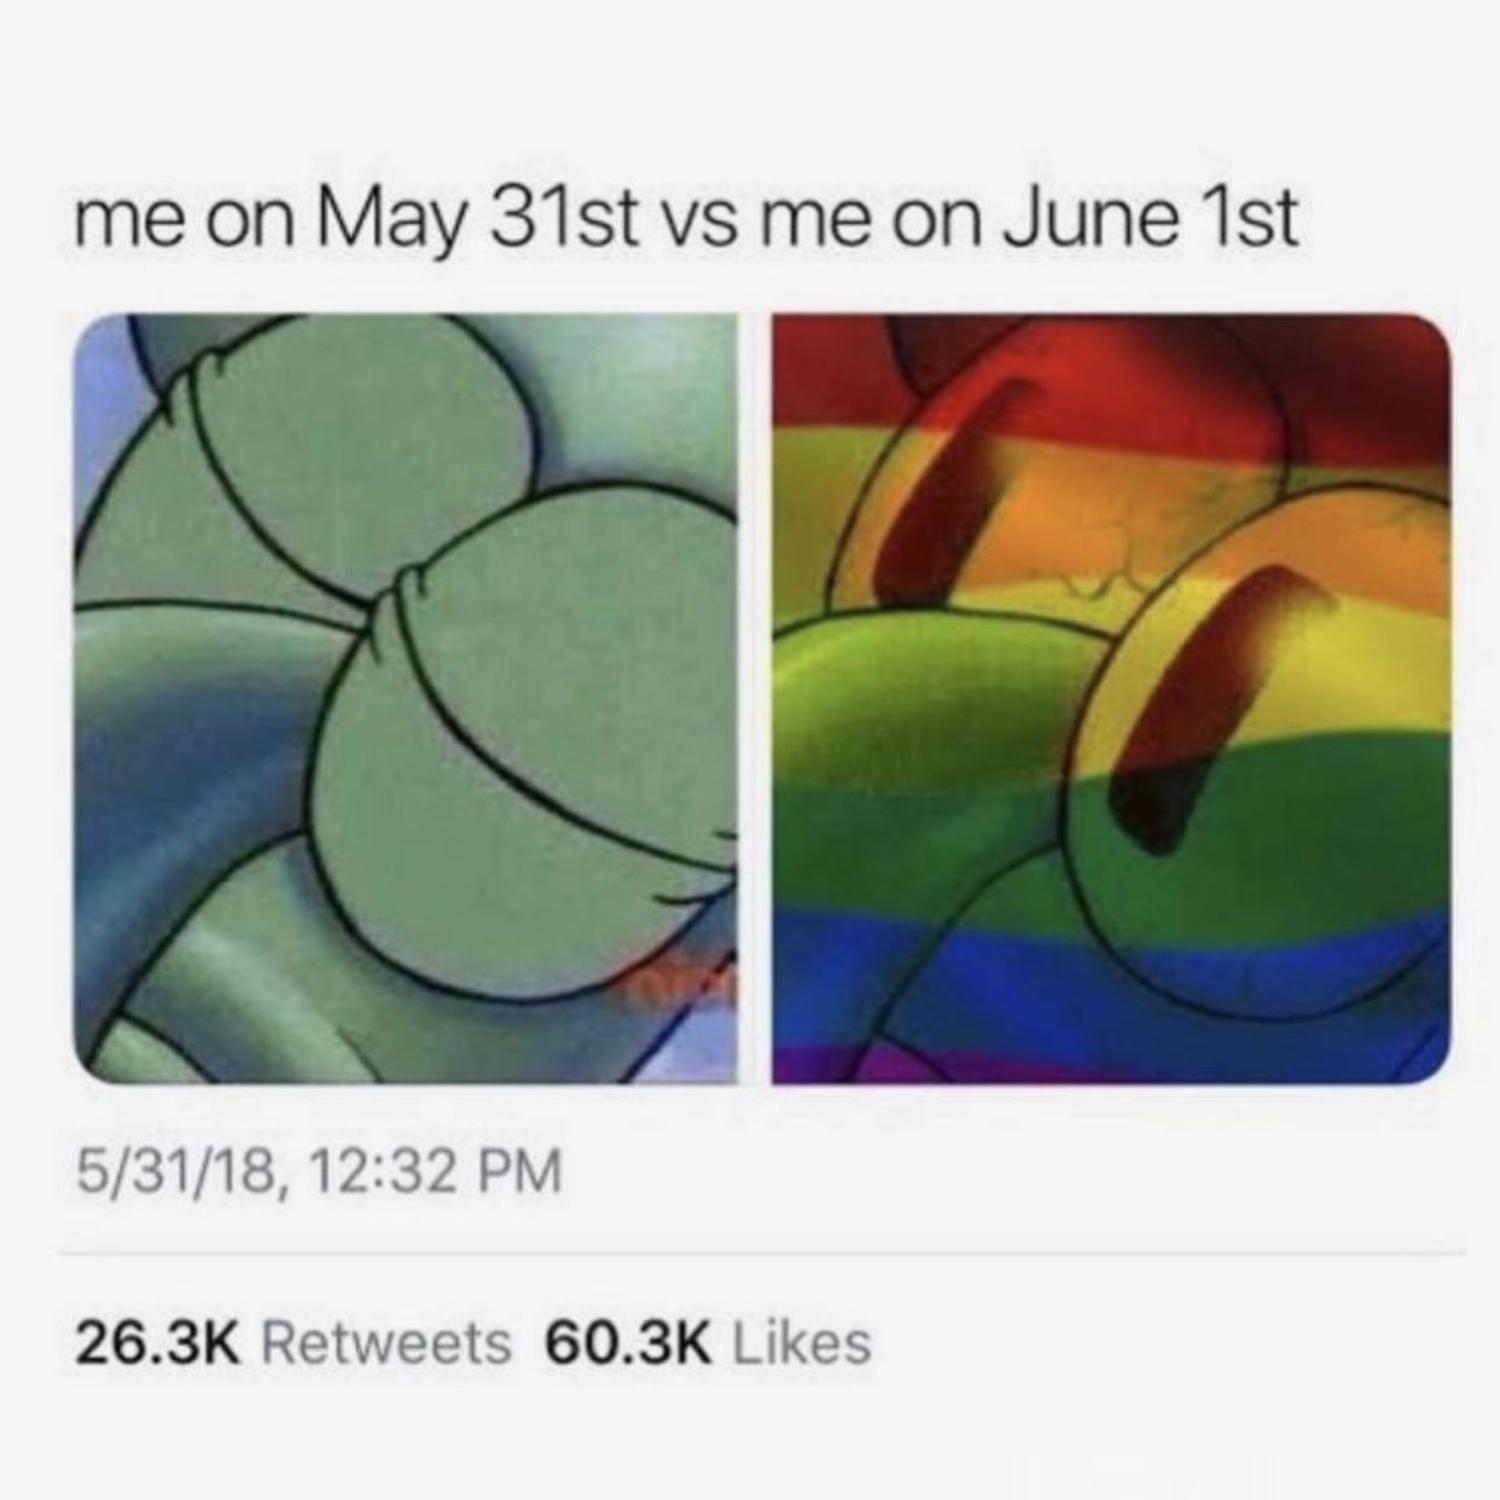 me on May 31st vs me on June 1st
5/31/18, 12:32 PM
26.3K Retweets 60.3K Likes